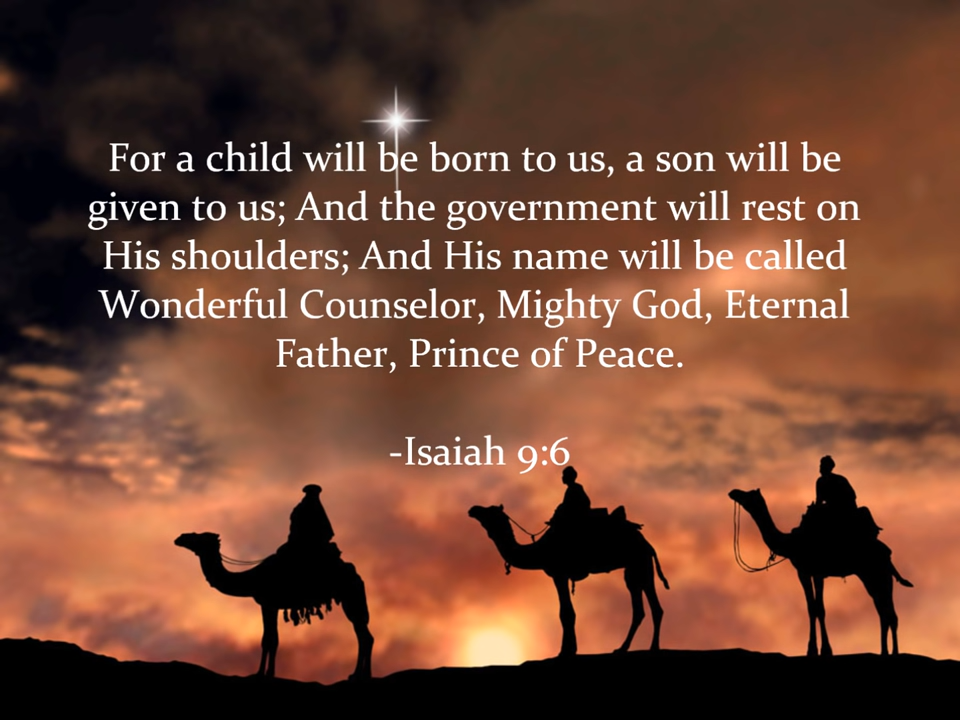 For a child will be born to us, a son will be
given to us; And the government will rest on
His shoulders; And His name will be called
Wonderful Counselor, Mighty God, Eternal
Father, Prince of Peace.
-Isaiah 9:6